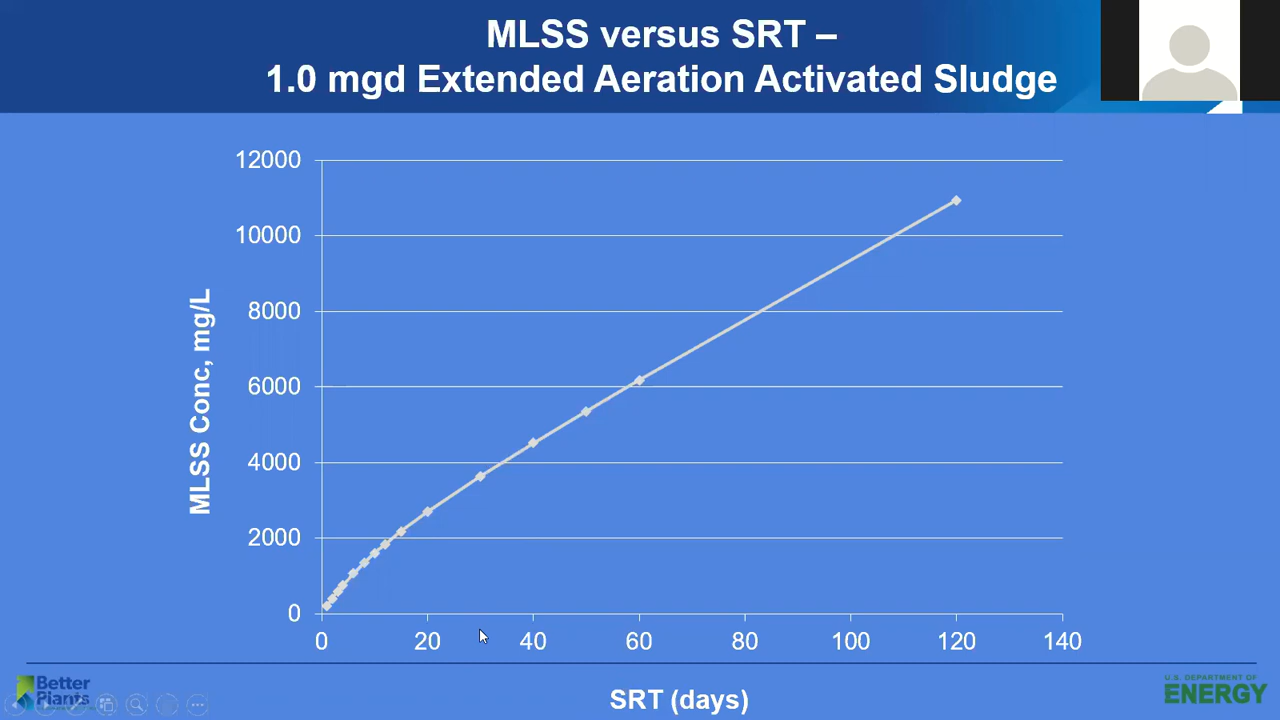 MLSS versus SRT –
1.0 mgd Extended Aeration Activated Sludge
12000
10000
8000
6000
4000
2000
0
MLSS Conc, mg/L
0 20 40 60 80 100 120 140
SRT (days)
Better
Plants
U.S. DEPARTMENT OF
ENERGY